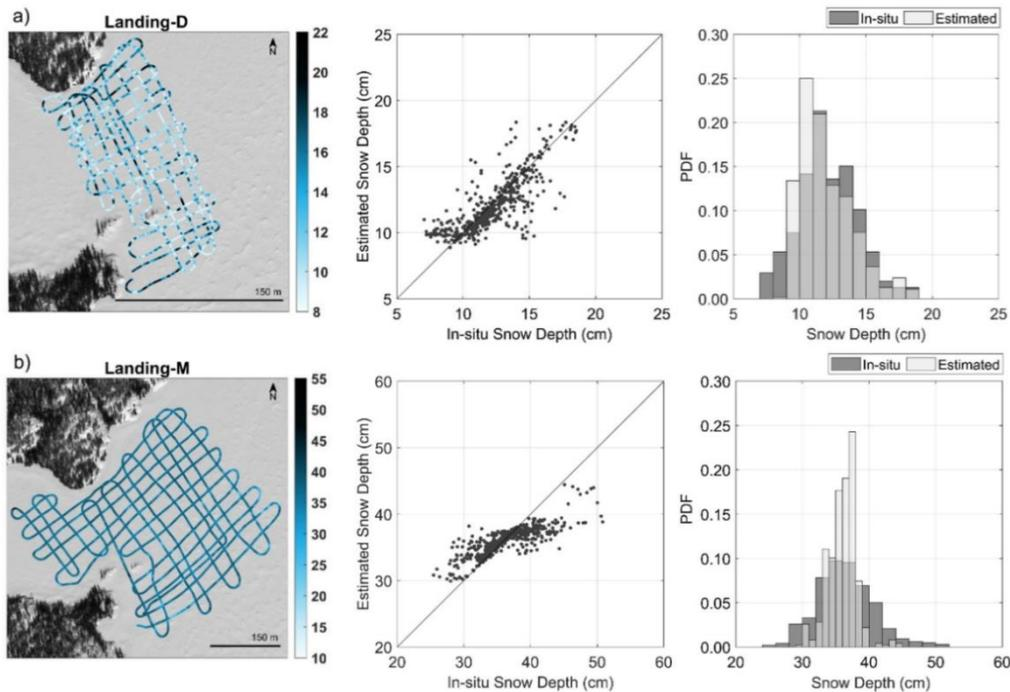 a)
Landing-D
N
150 m
22
20
18
16
14
12
10
8
25
20
15
10
5
Estimated Snow Depth (cm)
5 10 15 20 25
In-situ Snow Depth (cm)
In-situ Estimated
0.30
0.25
0.20
0.15
0.10
0.05
0.00
PDF
5 10 15 20 25
Snow Depth (cm)
b)
Landing-M
N
150 m
55
50
45
40
35
30
25
20
15
10
60
50
40
30
20
Estimated Snow Depth (cm)
20 30 40 50 60
In-situ Snow Depth (cm)
In-situ Estimated
0.30
0.25
0.20
0.15
0.10
0.05
0.00
PDF
20 30 40 50 60
Snow Depth (cm)